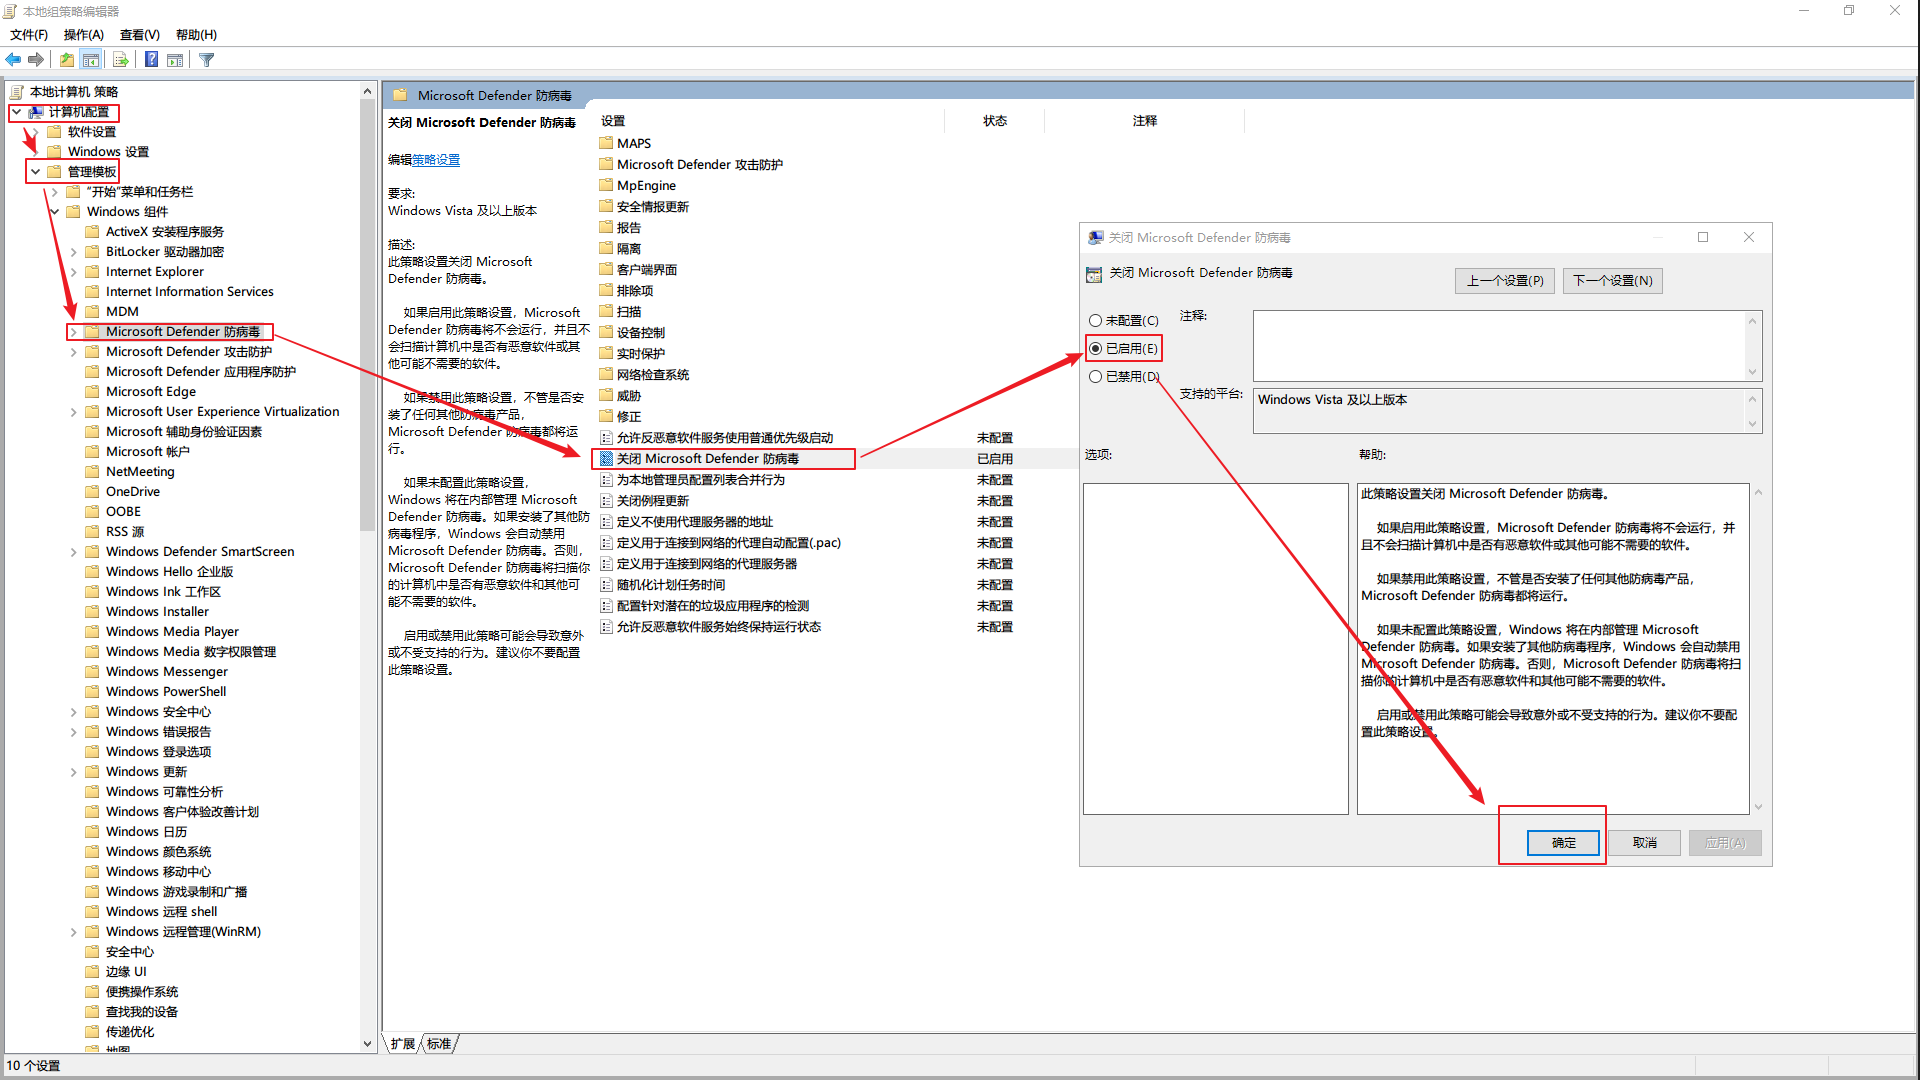 本地组策略编辑器
文件(F) 操作(A) 查看(V) 帮助(H)
本地计算机 策略
计算机配置
软件设置
Windows 设置
管理模板
"开始"菜单和任务栏
Windows 组件
ActiveX 安装程序服务
BitLocker 驱动器加密
Internet Explorer
Internet Information Services
MDM
Microsoft Defender 防病毒
Microsoft Defender 攻击防护
Microsoft Defender 应用程序防护
Microsoft Edge
Microsoft User Experience Virtualization
Microsoft 辅助身份验证因素
Microsoft 帐户
NetMeeting
OneDrive
OOBE
RSS 源
Windows Defender SmartScreen
Windows Hello 企业版
Windows Ink 工作区
Windows Installer
Windows Media Player
Windows Media 数字权限管理
Windows Messenger
Windows PowerShell
Windows 安全中心
Windows 错误报告
Windows 登录选项
Windows 更新
Windows 可靠性分析
Windows 客户体验改善计划
Windows 日历
Windows 颜色系统
Windows 移动中心
Windows 游戏录制和广播
Windows 远程 shell
Windows 远程管理(WinRM)
安全中心
边缘 UI
便携操作系统
查找我的设备
传递优化
地图
10 个设置
Microsoft Defender 防病毒
关闭 Microsoft Defender 防病毒
编辑策略设置
要求:
Windows Vista 及以上版本
描述:
此策略设置关闭 Microsoft
Defender 防病毒。
如果启用此策略设置，Microsoft
Defender 防病毒将不会运行，并且不
会扫描计算机中是否有恶意软件或其
他可能不需要的软件。
如果禁用此策略设置，不管是否安
装了任何其他防病毒产品，
Microsoft Defender 防病毒都将运
行。
如果未配置此策略设置，
Windows 将在内部管理 Microsoft
Defender 防病毒。如果安装了其他防
病毒程序，Windows 会自动禁用
Microsoft Defender 防病毒。否则，
Microsoft Defender 防病毒将扫描你
的计算机中是否有恶意软件和其他可
能不需要的软件。
启用或禁用此策略可能会导致意外
或不受支持的行为。建议你不要配置
此策略设置。
设置 状态 注释
MAPS
Microsoft Defender 攻击防护
MpEngine
安全情报更新
报告
隔离
客户端界面
排除项
扫描
设备控制
实时保护
网络检查系统
威胁
修正
允许反恶意软件服务使用普通优先级启动 未配置
关闭 Microsoft Defender 防病毒 已启用
为本地管理员配置列表合并行为 未配置
关闭例程更新 未配置
定义不使用代理服务器的地址 未配置
定义用于连接到网络的代理自动配置(.pac) 未配置
定义用于连接到网络的代理服务器 未配置
随机化计划任务时间 未配置
配置针对潜在的垃圾应用程序的检测 未配置
允许反恶意软件服务始终保持运行状态 未配置
扩展 标准
关闭 Microsoft Defender 防病毒
关闭 Microsoft Defender 防病毒
上一个设置(P) 下一个设置(N)
未配置(C) 注释:
已启用(E)
已禁用(D)
支持的平台: Windows Vista 及以上版本
选项: 帮助:
此策略设置关闭 Microsoft Defender 防病毒。
如果启用此策略设置，Microsoft Defender 防病毒将不会运行，并
且不会扫描计算机中是否有恶意软件或其他可能不需要的软件。
如果禁用此策略设置，不管是否安装了任何其他防病毒产品，
Microsoft Defender 防病毒都将运行。
如果未配置此策略设置，Windows 将在内部管理 Microsoft
Defender 防病毒。如果安装了其他防病毒程序，Windows 会自动禁用
Microsoft Defender 防病毒。否则，Microsoft Defender 防病毒将扫
描你的计算机中是否有恶意软件和其他可能不需要的软件。
启用或禁用此策略可能会导致意外或不受支持的行为。建议你不要配
置此策略设置。
确定 取消 应用(A)